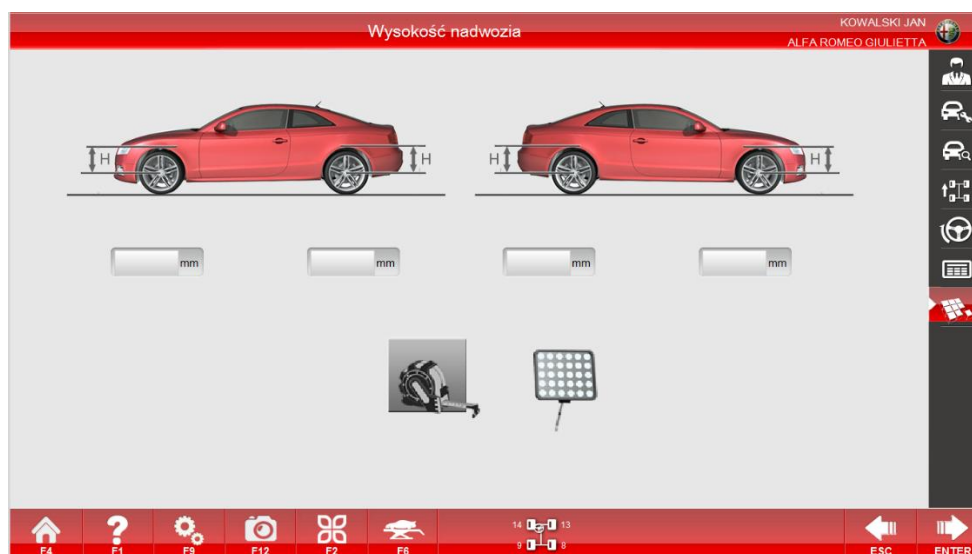 Wysokość nadwozia
KOWALSKI JAN
ALFA ROMEO GIULIETTA
H H H H
mm mm mm mm
14 13
9 8
F4 F1 F9 F12 F2 F6 ESC ENTER